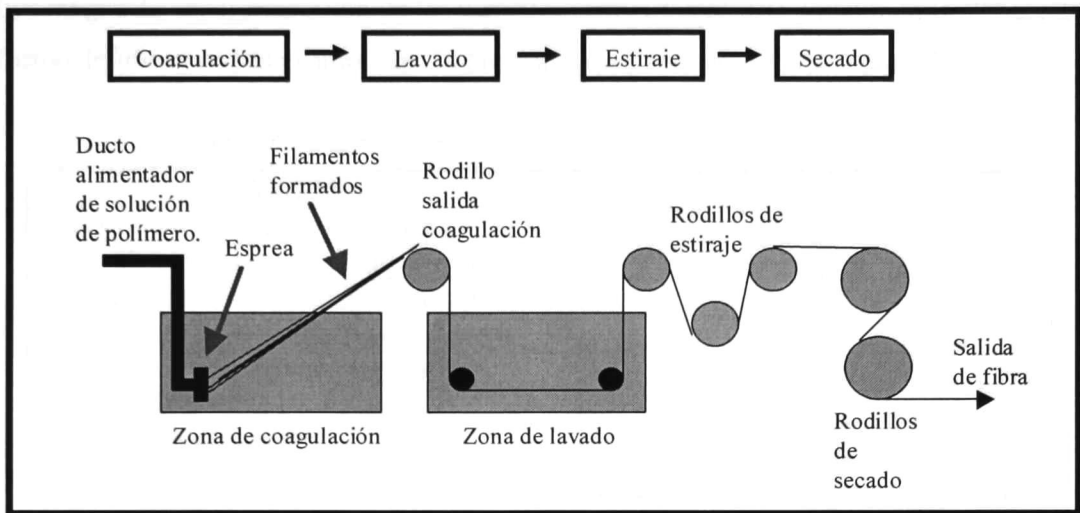 Coagulación
Lavado
Estiraje
Secado
Ducto
alimentador
de solución
de polímero.
Esprea
Filamentos
formados
Rodillo
salida
coagulación
Rodillos de
estiraje
Salida
de fibra
Zona de coagulación
Zona de lavado
Rodillos
de
secado